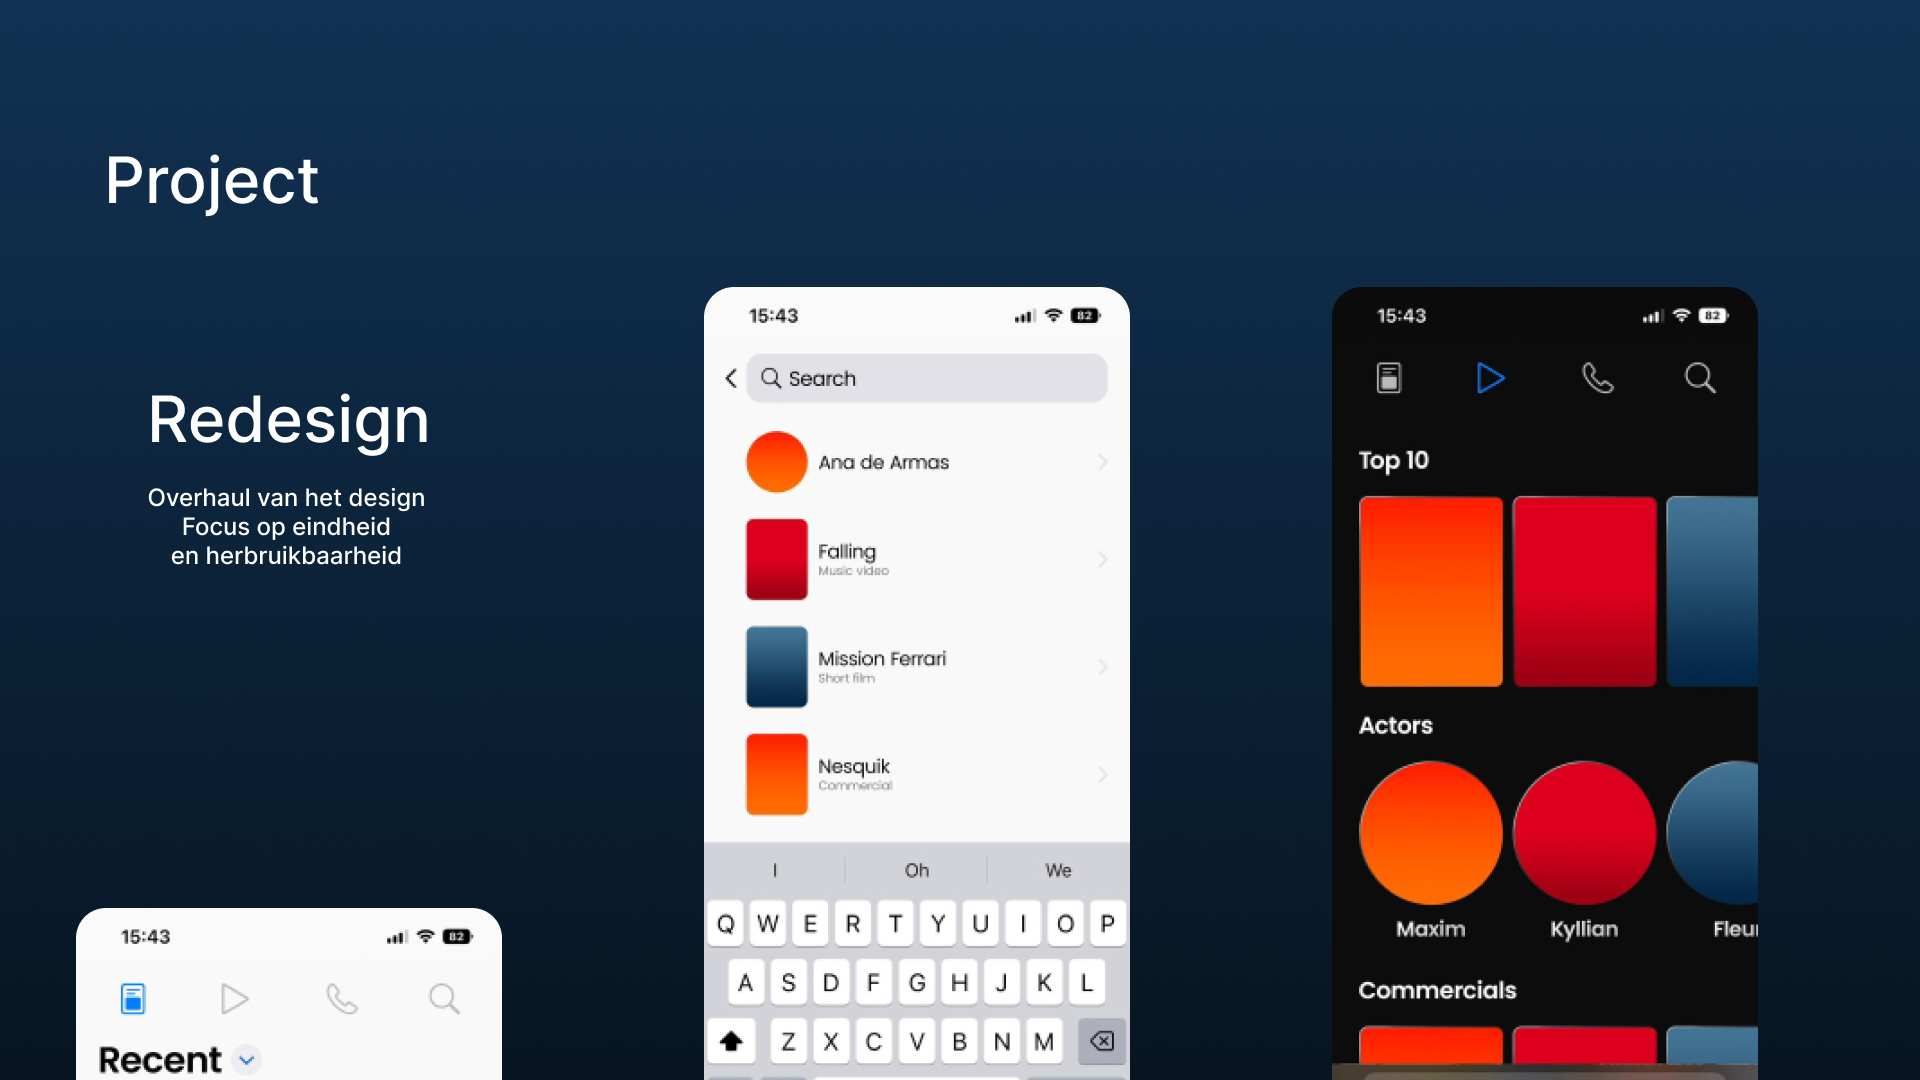 Project
Redesign
Overhaul van het design
Focus op eindheid
en herbruikbaarheid
15:43
82
Recent
15:43
82
Search
Ana de Armas
Falling
Music video
Mission Ferrari
Short film
Nesquik
Commercial
I Oh We
Q W E R T Y U I O P
A S D F G H J K L
Z X C V B N M
15:43
82
Top 10
Actors
Maxim Kyllian Fleur
Commercials